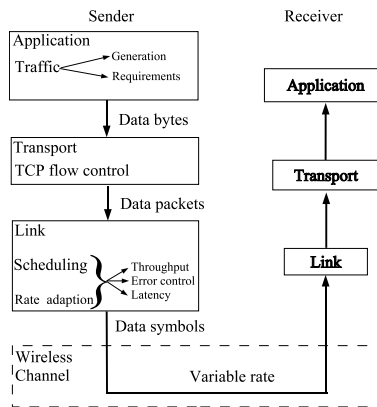 Sender
Receiver
Application
Traffic
Generation
Requirements
Application
Data bytes
Transport
TCP flow control
Transport
Data packets
Link
Scheduling
Rate adaption
Throughput
Error control
Latency
Link
Data symbols
Wireless
Channel
Variable rate